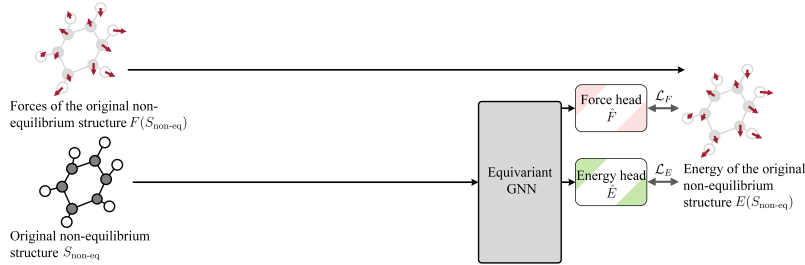 Forces of the original non-
equilibrium structure F(S_non-eq)
Original non-equilibrium
structure S_non-eq
Equivariant
GNN
Force head
F̂
ℒ_F
Energy head
Ê
ℒ_E
Energy of the original
non-equilibrium
structure E(S_non-eq)